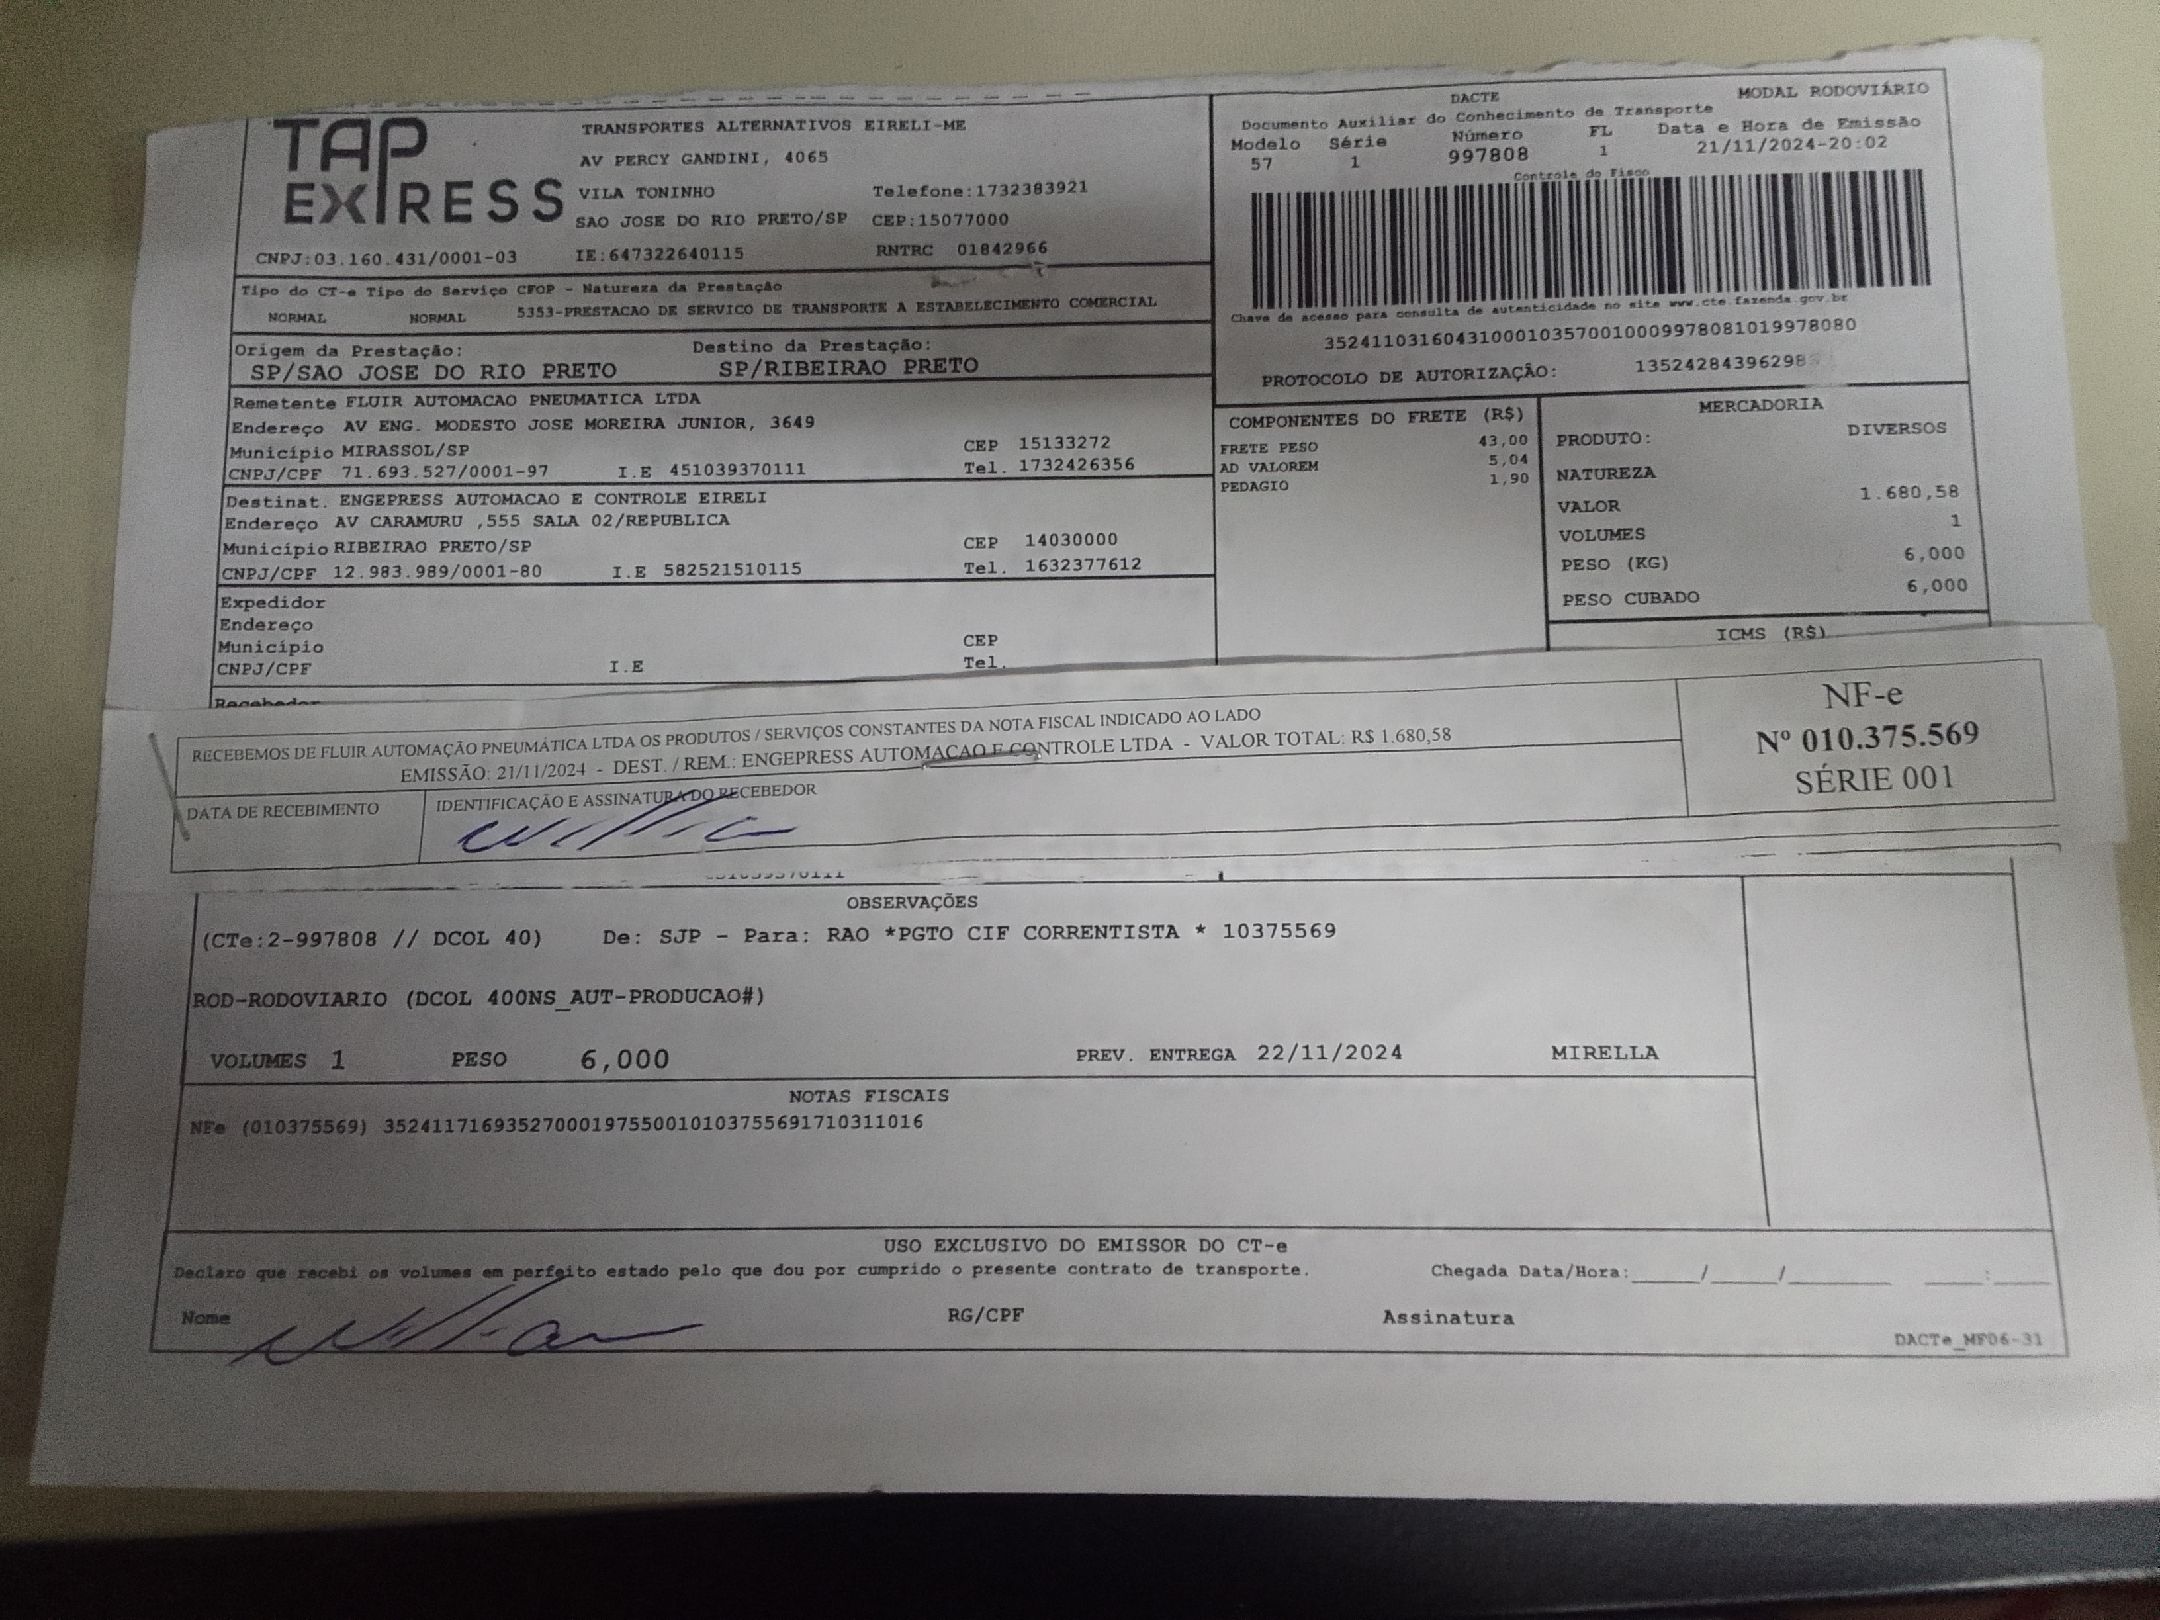 TAP EXPRESS
TRANSPORTES ALTERNATIVOS EIRELI-ME
AV PERCY GANDINI, 4065
VILA TONINHO Telefone:1732383921
SAO JOSE DO RIO PRETO/SP CEP:15077000
CNPJ:03.160.431/0001-03 IE:647322640115 RNTRC 01842966
DACTE MODAL RODOVIÁRIO
Documento Auxiliar do Conhecimento de Transporte
Modelo Série Número FL Data e Hora de Emissão
57 1 997808 1 21/11/2024-20:02
Controle do Fisco
Chave de acesso para consulta de autenticidade no site www.cte.fazenda.gov.br
35241103160431000103570010009978081019978080
PROTOCOLO DE AUTORIZAÇÃO: 13524284396298
Tipo do CT-e Tipo do Serviço CFOP - Natureza da Prestação
NORMAL NORMAL 5353-PRESTACAO DE SERVICO DE TRANSPORTE A ESTABELECIMENTO COMERCIAL
Origem da Prestação: Destino da Prestação:
SP/SAO JOSE DO RIO PRETO SP/RIBEIRAO PRETO
Remetente FLUIR AUTOMACAO PNEUMATICA LTDA
Endereço AV ENG. MODESTO JOSE MOREIRA JUNIOR, 3649
Município MIRASSOL/SP CEP 15133272
CNPJ/CPF 71.693.527/0001-97 I.E 451039370111 Tel. 1732426356
Destinat. ENGEPRESS AUTOMACAO E CONTROLE EIRELI
Endereço AV CARAMURU ,555 SALA 02/REPUBLICA
Município RIBEIRAO PRETO/SP CEP 14030000
CNPJ/CPF 12.983.989/0001-80 I.E 582521510115 Tel. 1632377612
Expedidor
Endereço
Município CEP
CNPJ/CPF I.E Tel.
Recebedor
COMPONENTES DO FRETE (R$)
FRETE PESO 43,00
AD VALOREM 5,04
PEDAGIO 1,90
MERCADORIA
PRODUTO: DIVERSOS
NATUREZA
VALOR 1.680,58
VOLUMES 1
PESO (KG) 6,000
PESO CUBADO 6,000
ICMS (R$)
RECEBEMOS DE FLUIR AUTOMAÇÃO PNEUMÁTICA LTDA OS PRODUTOS / SERVIÇOS CONSTANTES DA NOTA FISCAL INDICADO AO LADO
EMISSÃO: 21/11/2024 - DEST. / REM.: ENGEPRESS AUTOMACAO E CONTROLE LTDA - VALOR TOTAL: R$ 1.680,58
DATA DE RECEBIMENTO IDENTIFICAÇÃO E ASSINATURA DO RECEBEDOR
NF-e
Nº 010.375.569
SÉRIE 001
OBSERVAÇÕES
(CTe:2-997808 // DCOL 40) De: SJP - Para: RAO *PGTO CIF CORRENTISTA * 10375569
ROD-RODOVIARIO (DCOL 400NS_AUT-PRODUCAO#)
VOLUMES 1 PESO 6,000 PREV. ENTREGA 22/11/2024 MIRELLA
NOTAS FISCAIS
NFe (010375569) 35241171693527000197550010103755691710311016
USO EXCLUSIVO DO EMISSOR DO CT-e
Declaro que recebi os volumes em perfeito estado pelo que dou por cumprido o presente contrato de transporte. Chegada Data/Hora:_____/_____/________ ____:____
Nome RG/CPF Assinatura
DACTe_MF06-31